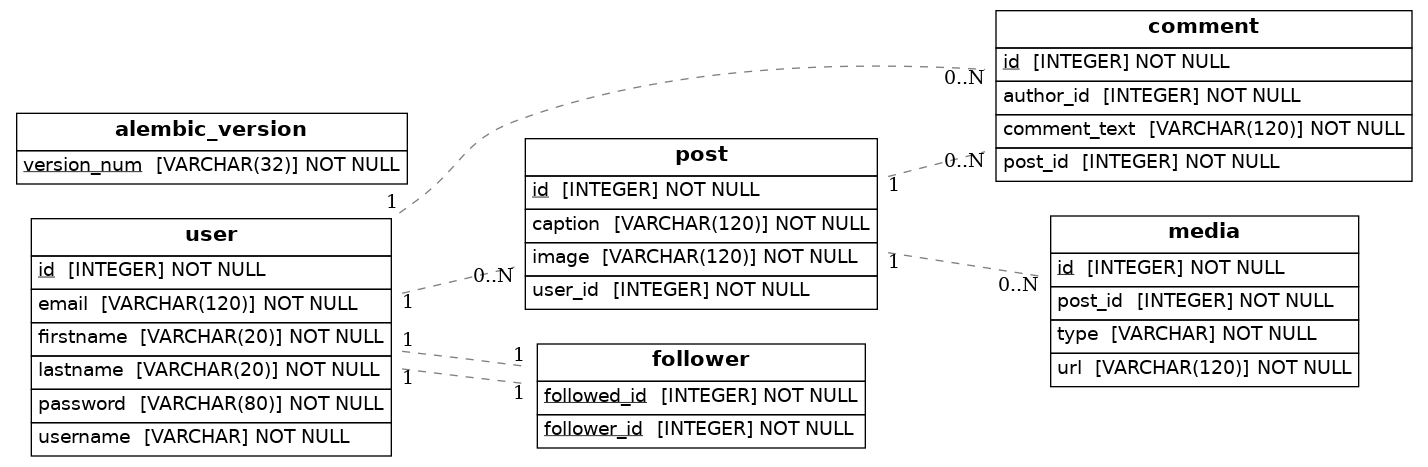 alembic_version
version_num [VARCHAR(32)] NOT NULL
user
id [INTEGER] NOT NULL
email [VARCHAR(120)] NOT NULL
firstname [VARCHAR(20)] NOT NULL
lastname [VARCHAR(20)] NOT NULL
password [VARCHAR(80)] NOT NULL
username [VARCHAR] NOT NULL
1
1
1
1
post
id [INTEGER] NOT NULL
caption [VARCHAR(120)] NOT NULL
image [VARCHAR(120)] NOT NULL
user_id [INTEGER] NOT NULL
0..N
1
1
follower
followed_id [INTEGER] NOT NULL
follower_id [INTEGER] NOT NULL
1
1
comment
id [INTEGER] NOT NULL
author_id [INTEGER] NOT NULL
comment_text [VARCHAR(120)] NOT NULL
post_id [INTEGER] NOT NULL
0..N
0..N
media
id [INTEGER] NOT NULL
post_id [INTEGER] NOT NULL
type [VARCHAR] NOT NULL
url [VARCHAR(120)] NOT NULL
0..N